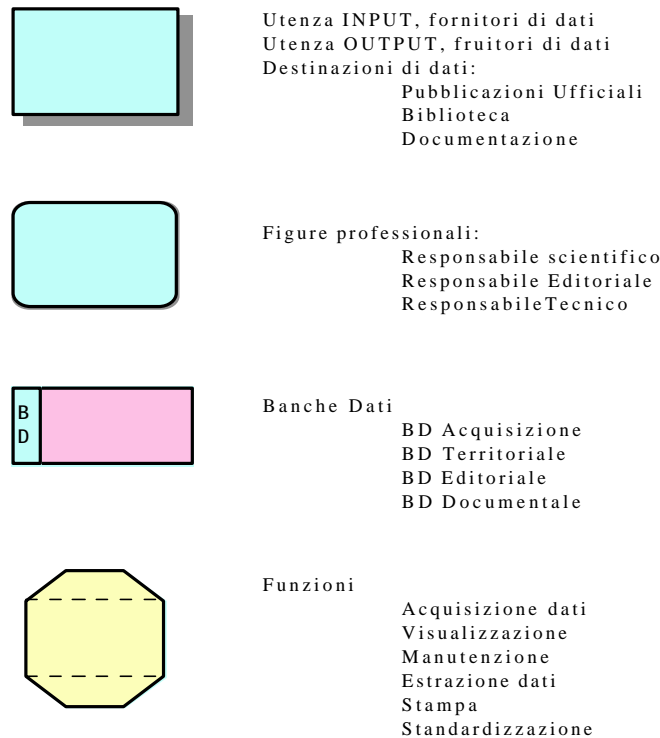 Utenza INPUT, fornitori di dati
Utenza OUTPUT, fruitori di dati
Destinazioni di dati:
Pubblicazioni Ufficiali
Biblioteca
Documentazione
Figure professionali:
Responsabile scientifico
Responsabile Editoriale
ResponsabileTecnico
B
D
Banche Dati
BD Acquisizione
BD Territoriale
BD Editoriale
BD Documentale
Funzioni
Acquisizione dati
Visualizzazione
Manutenzione
Estrazione dati
Stampa
Standardizzazione